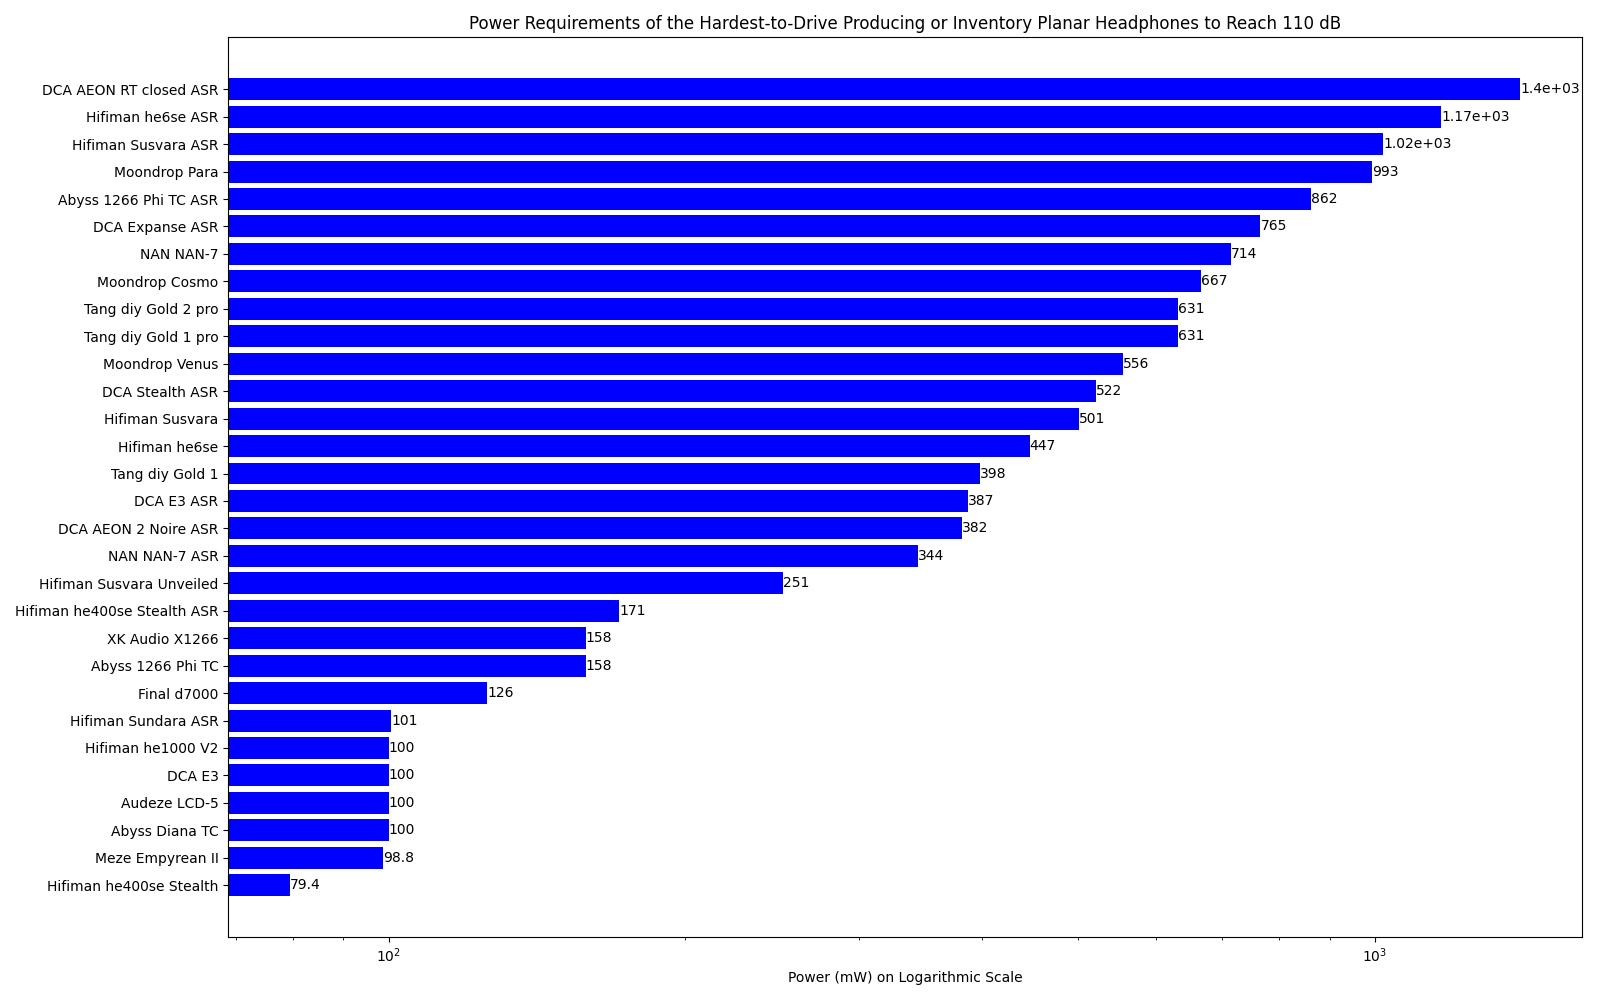 Power Requirements of the Hardest-to-Drive Producing or Inventory Planar Headphones to Reach 110 dB
DCA AEON RT closed ASR 1.4e+03
Hifiman he6se ASR 1.17e+03
Hifiman Susvara ASR 1.02e+03
Moondrop Para 993
Abyss 1266 Phi TC ASR 862
DCA Expanse ASR 765
NAN NAN-7 714
Moondrop Cosmo 667
Tang diy Gold 2 pro 631
Tang diy Gold 1 pro 631
Moondrop Venus 556
DCA Stealth ASR 522
Hifiman Susvara 501
Hifiman he6se 447
Tang diy Gold 1 398
DCA E3 ASR 387
DCA AEON 2 Noire ASR 382
NAN NAN-7 ASR 344
Hifiman Susvara Unveiled 251
Hifiman he400se Stealth ASR 171
XK Audio X1266 158
Abyss 1266 Phi TC 158
Final d7000 126
Hifiman Sundara ASR 101
Hifiman he1000 V2 100
DCA E3 100
Audeze LCD-5 100
Abyss Diana TC 100
Meze Empyrean II 98.8
Hifiman he400se Stealth 79.4
10² 10³
Power (mW) on Logarithmic Scale